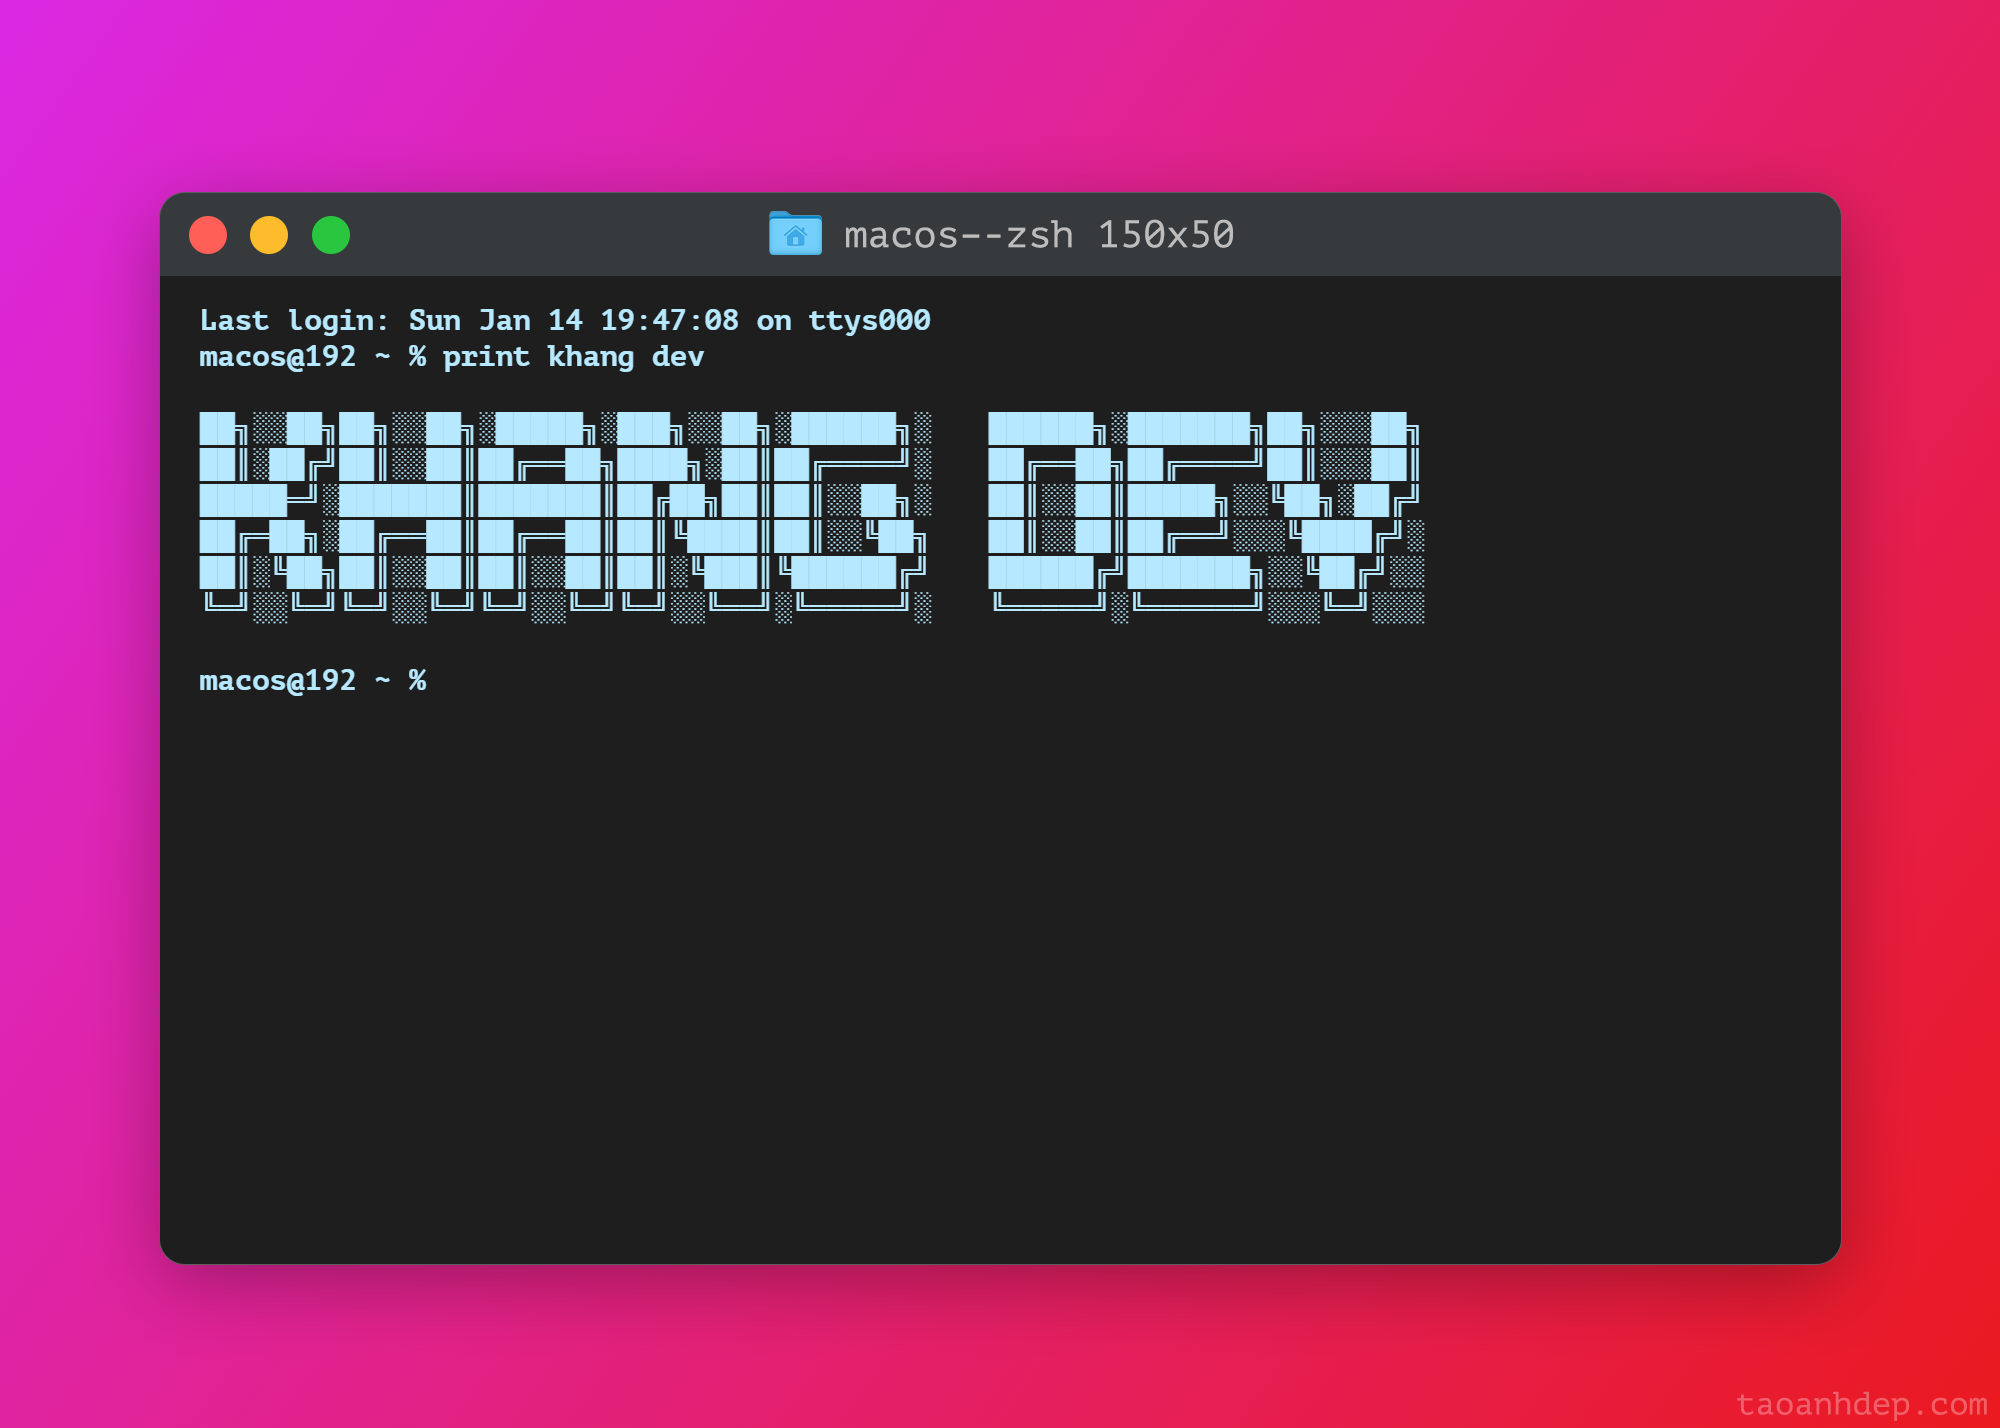 macos--zsh 150x50
Last login: Sun Jan 14 19:47:08 on ttys000
macos@192 ~ % print khang dev
KHANG DEV
macos@192 ~ %
taoanhdep.com